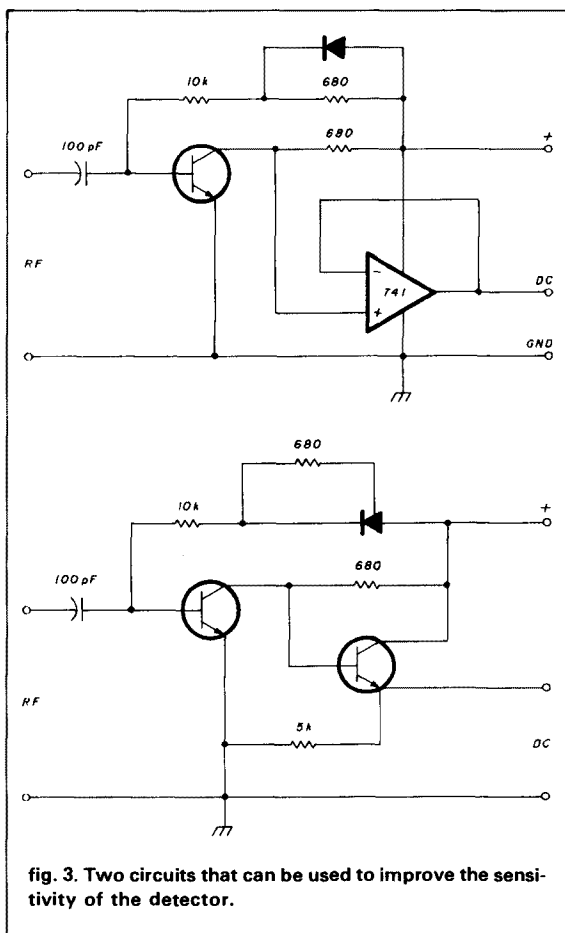 10k
680
680
100 pF
+
RF
-
741
+
DC
GND
680
10k
+
680
100 pF
RF
5k
DC
fig. 3. Two circuits that can be used to improve the sensi-
tivity of the detector.